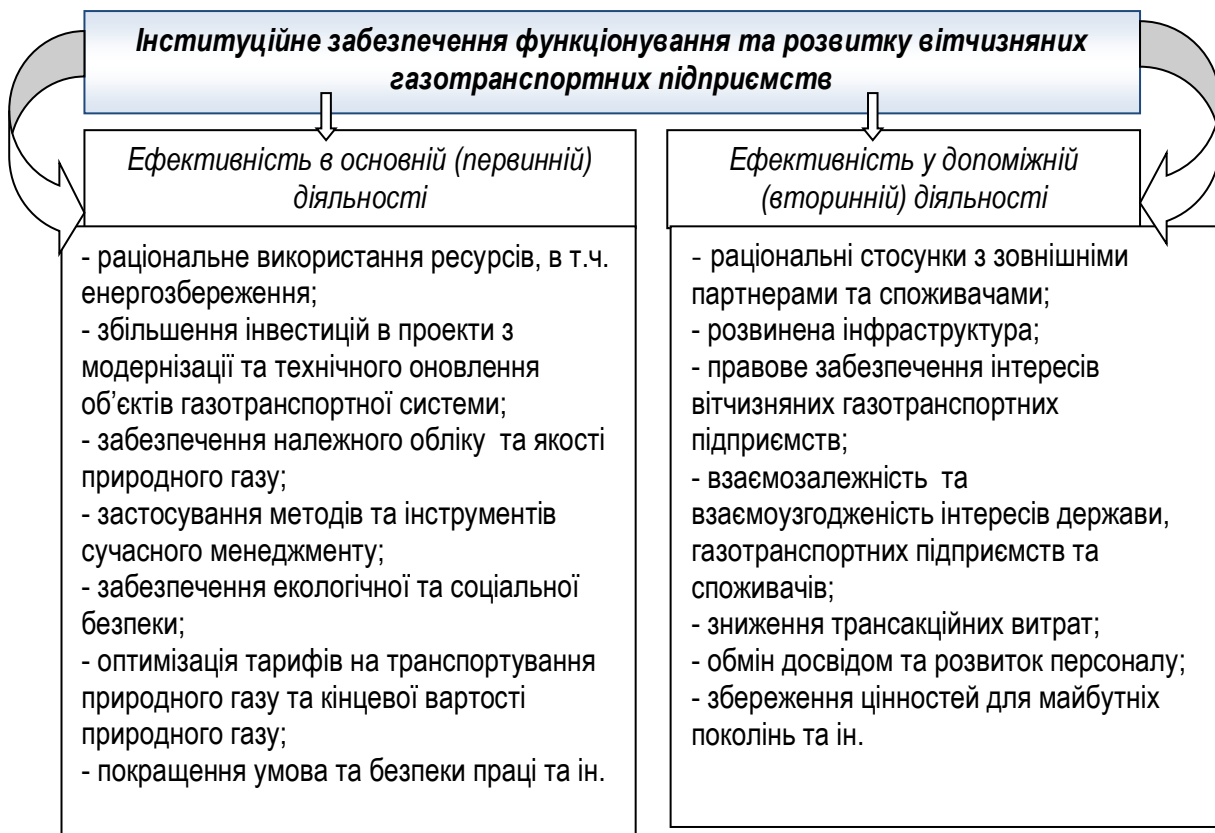 Інституційне забезпечення функціонування та розвитку вітчизняних
газотранспортних підприємств
Ефективність в основній (первинній)
діяльності
- раціональне використання ресурсів, в т.ч.
енергозбереження;
- збільшення інвестицій в проекти з
модернізації та технічного оновлення
об’єктів газотранспортної системи;
- забезпечення належного обліку та якості
природного газу;
- застосування методів та інструментів
сучасного менеджменту;
- забезпечення екологічної та соціальної
безпеки;
- оптимізація тарифів на транспортування
природного газу та кінцевої вартості
природного газу;
- покращення умова та безпеки праці та ін.
Ефективність у допоміжній
(вторинній) діяльності
- раціональні стосунки з зовнішніми
партнерами та споживачами;
- розвинена інфраструктура;
- правове забезпечення інтересів
вітчизняних газотранспортних
підприємств;
- взаємозалежність та
взаємоузгодженість інтересів держави,
газотранспортних підприємств та
споживачів;
- зниження трансакційних витрат;
- обмін досвідом та розвиток персоналу;
- збереження цінностей для майбутніх
поколінь та ін.